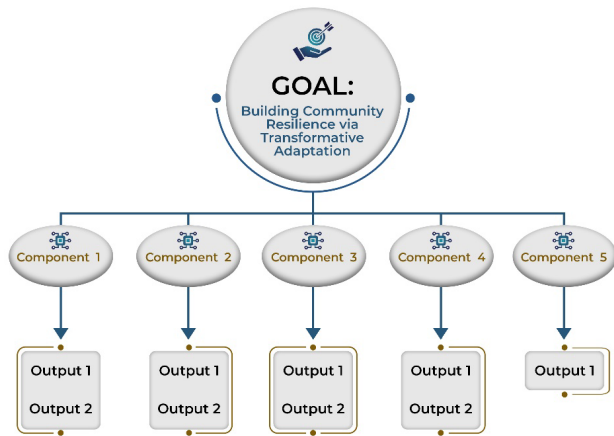 GOAL:
Building Community
Resilience via
Transformative
Adaptation
Component 1
Component 2
Component 3
Component 4
Component 5
Output 1
Output 2
Output 1
Output 2
Output 1
Output 2
Output 1
Output 2
Output 1